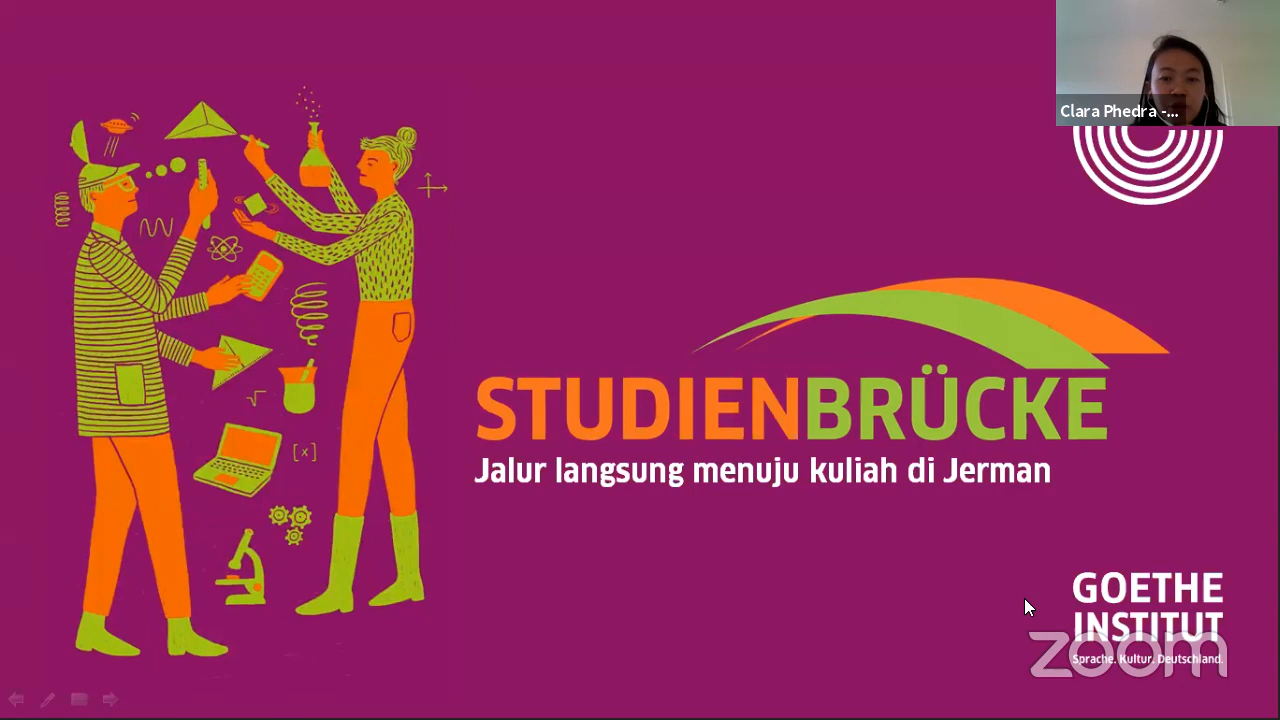 Clara Phedra -...
STUDIENBRÜCKE
Jalur langsung menuju kuliah di Jerman
[x]
GOETHE
INSTITUT
Sprache. Kultur. Deutschland.
zoom